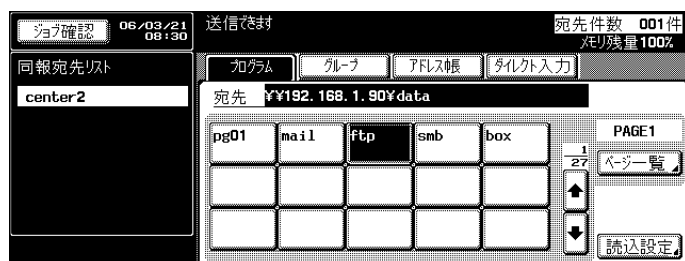 ジョブ確認 06/03/21 08:30
送信できます
宛先件数 001件
メモリ残量100%
同報宛先リスト
center2
プログラム グループ アドレス帳 ダイレクト入力
宛先 ¥¥192.168.1.90¥data
pg01 mail ftp smb box
PAGE1
1
27
ページ一覧
読込設定